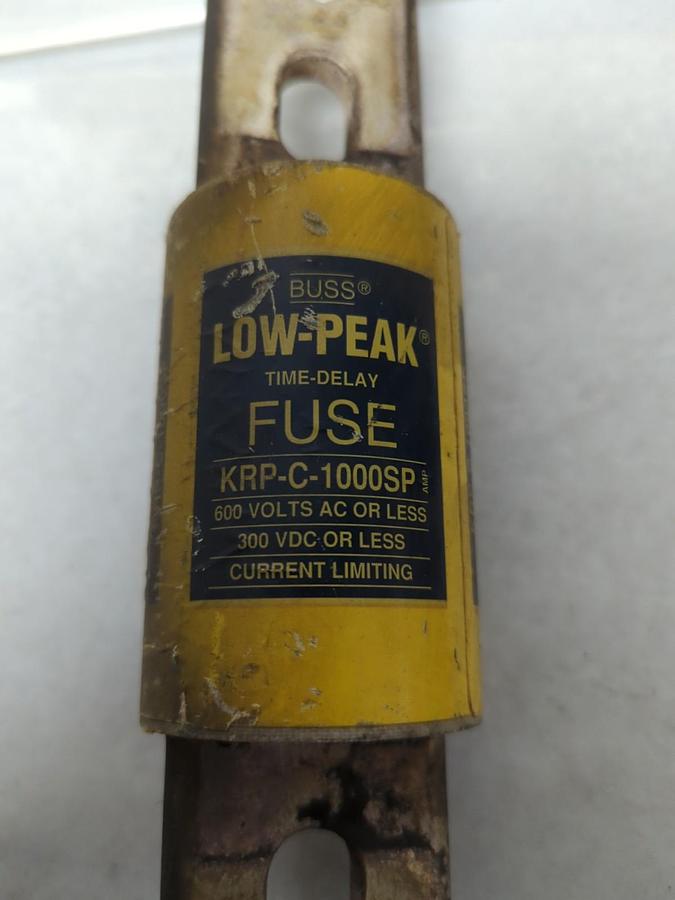 BUSS®
LOW-PEAK®
TIME-DELAY
FUSE
KRP-C-1000SP AMP
600 VOLTS AC OR LESS
300 VDC OR LESS
CURRENT LIMITING